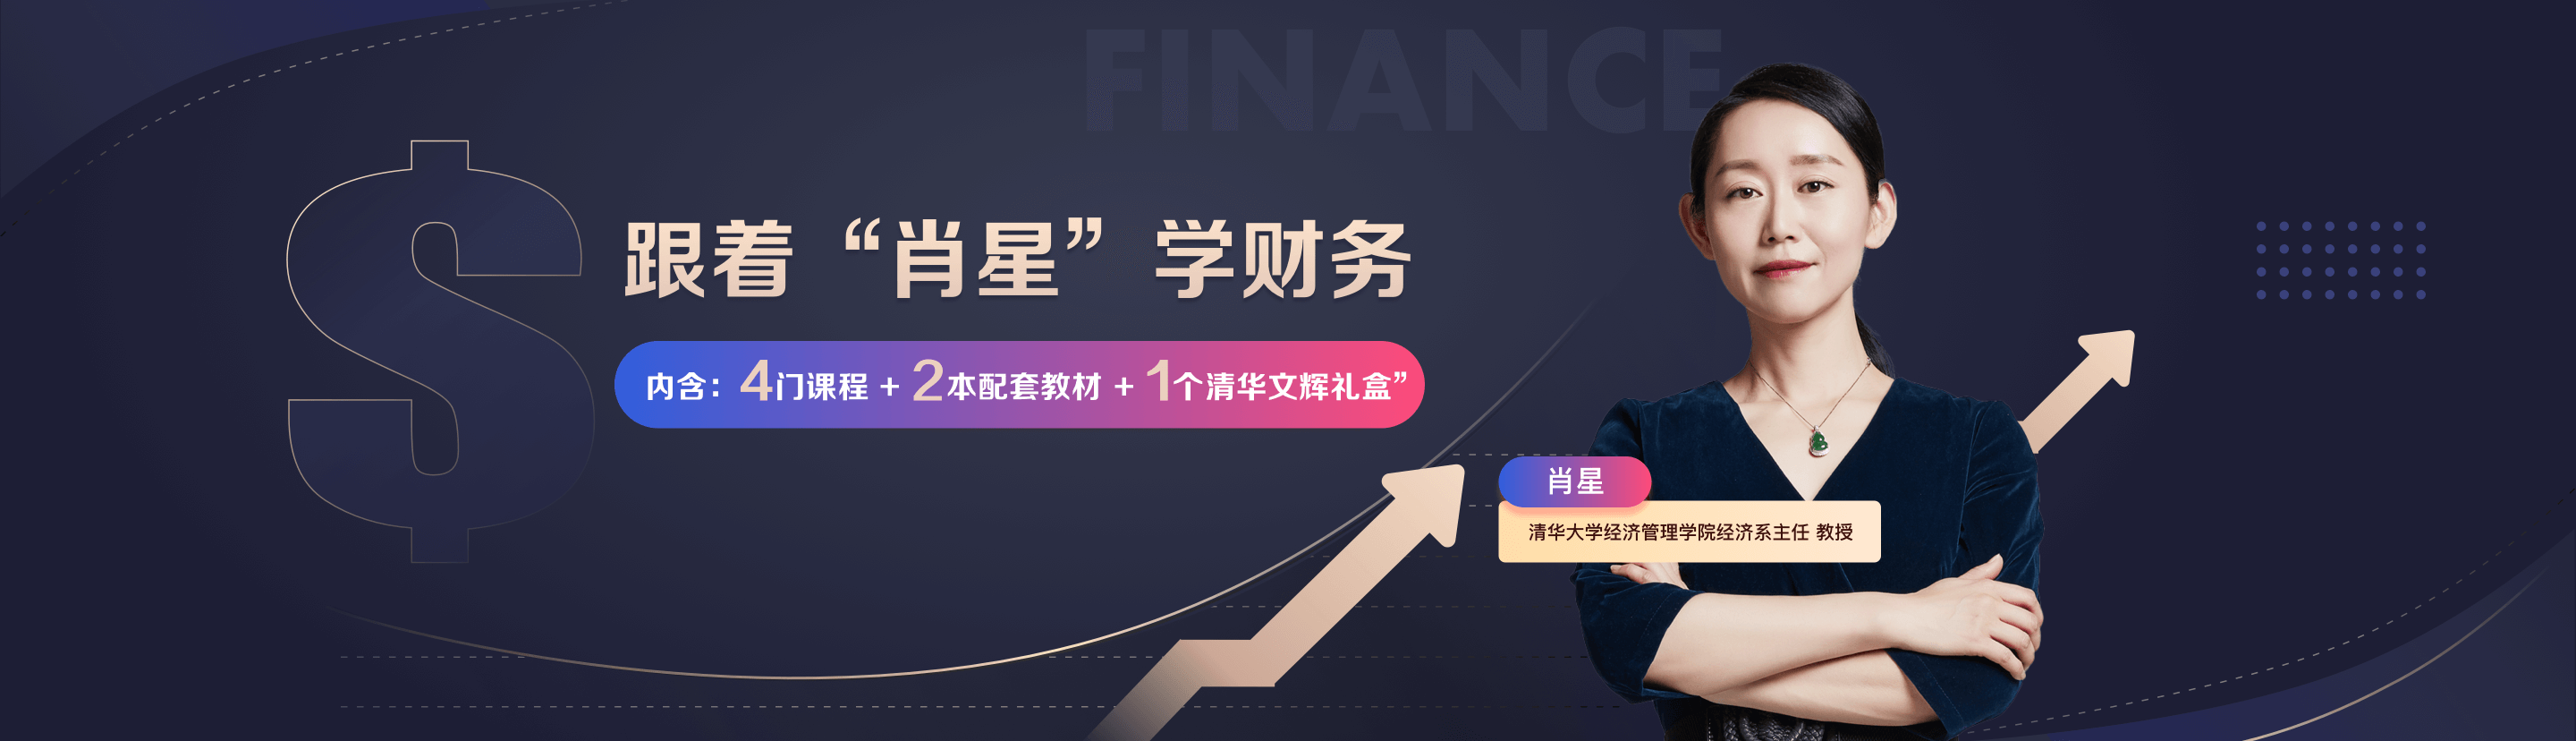 FINANCE
跟着“肖星”学财务
内含：4门课程 + 2本配套教材 + 1个清华文辉礼盒”
肖星
清华大学经济管理学院经济系主任 教授